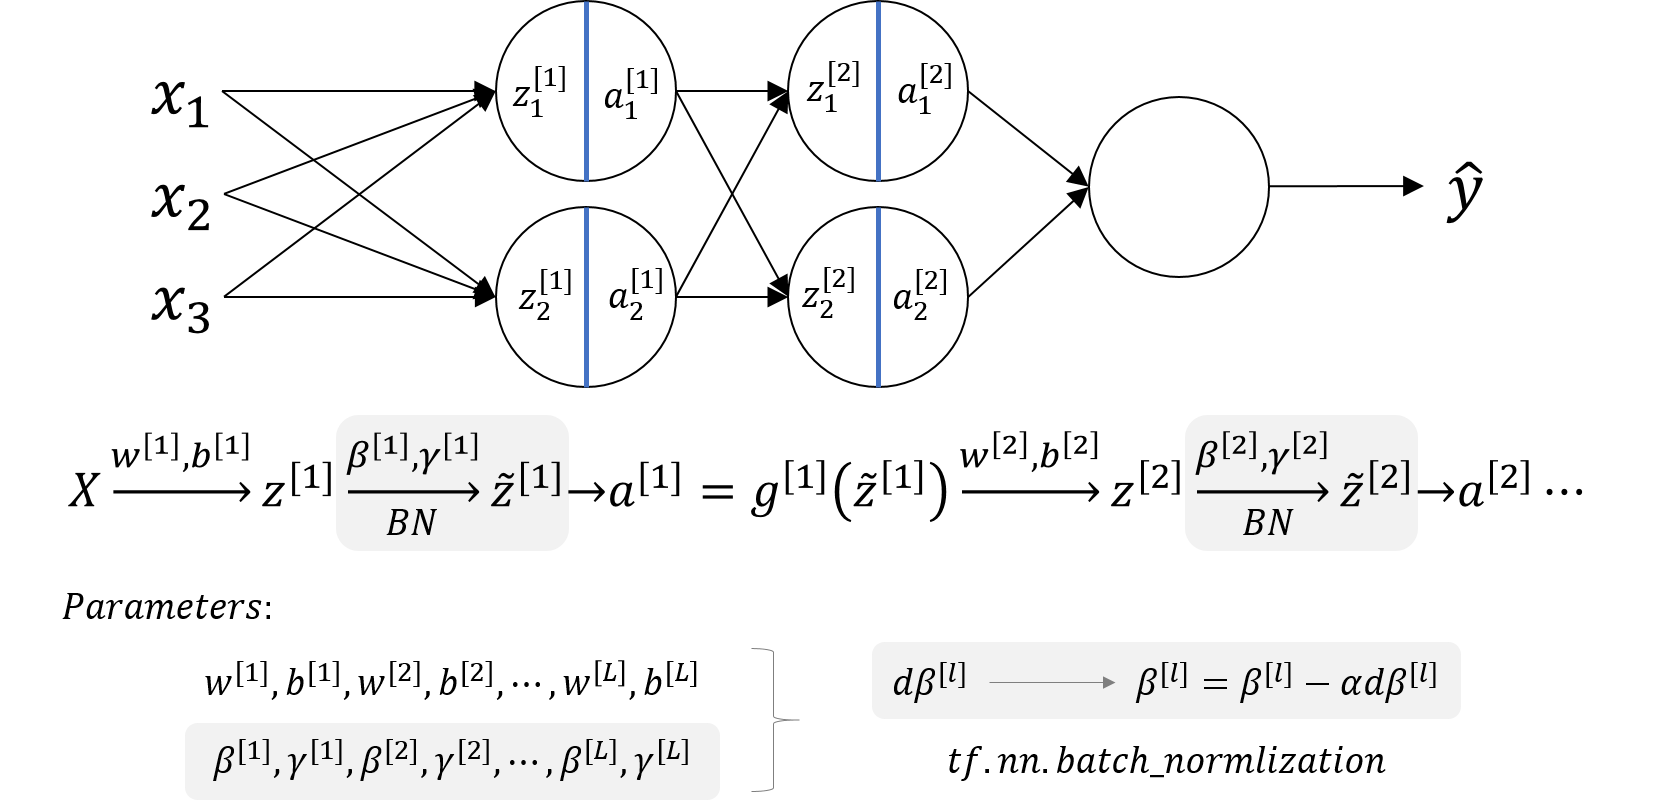 x₁ z₁^[1] a₁^[1] z₁^[2] a₁^[2]
x₂ ŷ
x₃ z₂^[1] a₂^[1] z₂^[2] a₂^[2]
w^[1],b^[1] β^[1],γ^[1] w^[2],b^[2] β^[2],γ^[2]
X ⟶ z^[1] ⟶ z̃^[1] → a^[1] = g^[1](z̃^[1]) ⟶ z^[2] ⟶ z̃^[2] → a^[2] ⋯
BN BN
Parameters:
w^[1], b^[1], w^[2], b^[2], ⋯, w^[L], b^[L] dβ^[l] ⟶ β^[l] = β^[l] − αdβ^[l]
β^[1], γ^[1], β^[2], γ^[2], ⋯, β^[L], γ^[L] tf.nn.batch_normlization